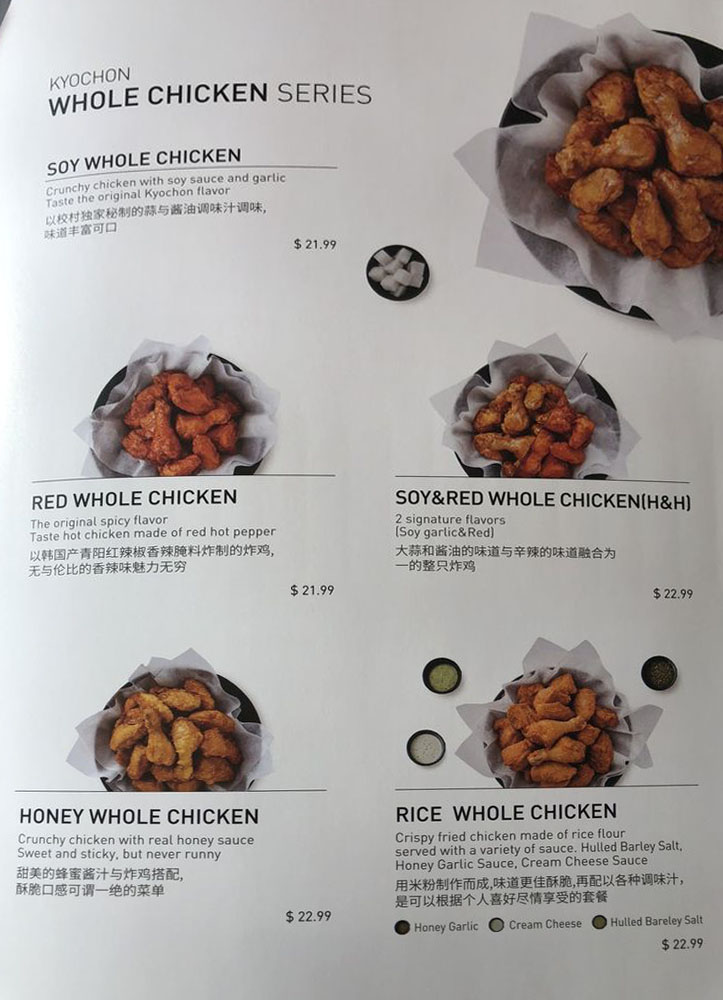 KYOCHON
WHOLE CHICKEN SERIES
SOY WHOLE CHICKEN
Crunchy chicken with soy sauce and garlic
Taste the original Kyochon flavor
以校村独家秘制的蒜与酱油调味汁调味,
味道丰富可口
$ 21.99
RED WHOLE CHICKEN
The original spicy flavor
Taste hot chicken made of red hot pepper
以韩国产青阳红辣椒香辣腌料炸制的炸鸡,
无与伦比的香辣味魅力无穷
$ 21.99
SOY&RED WHOLE CHICKEN(H&H)
2 signature flavors
(Soy garlic&Red)
大蒜和酱油的味道与辛辣的味道融合为
一的整只炸鸡
$ 22.99
HONEY WHOLE CHICKEN
Crunchy chicken with real honey sauce
Sweet and sticky, but never runny
甜美的蜂蜜酱汁与炸鸡搭配,
酥脆口感可谓一绝的菜单
$ 22.99
RICE WHOLE CHICKEN
Crispy fried chicken made of rice flour
served with a variety of sauce. Hulled Barley Salt,
Honey Garlic Sauce, Cream Cheese Sauce
用米粉制作而成,味道更佳酥脆,再配以各种调味汁,
是可以根据个人喜好尽情享受的套餐
Honey Garlic Cream Cheese Hulled Bareley Salt
$ 22.99